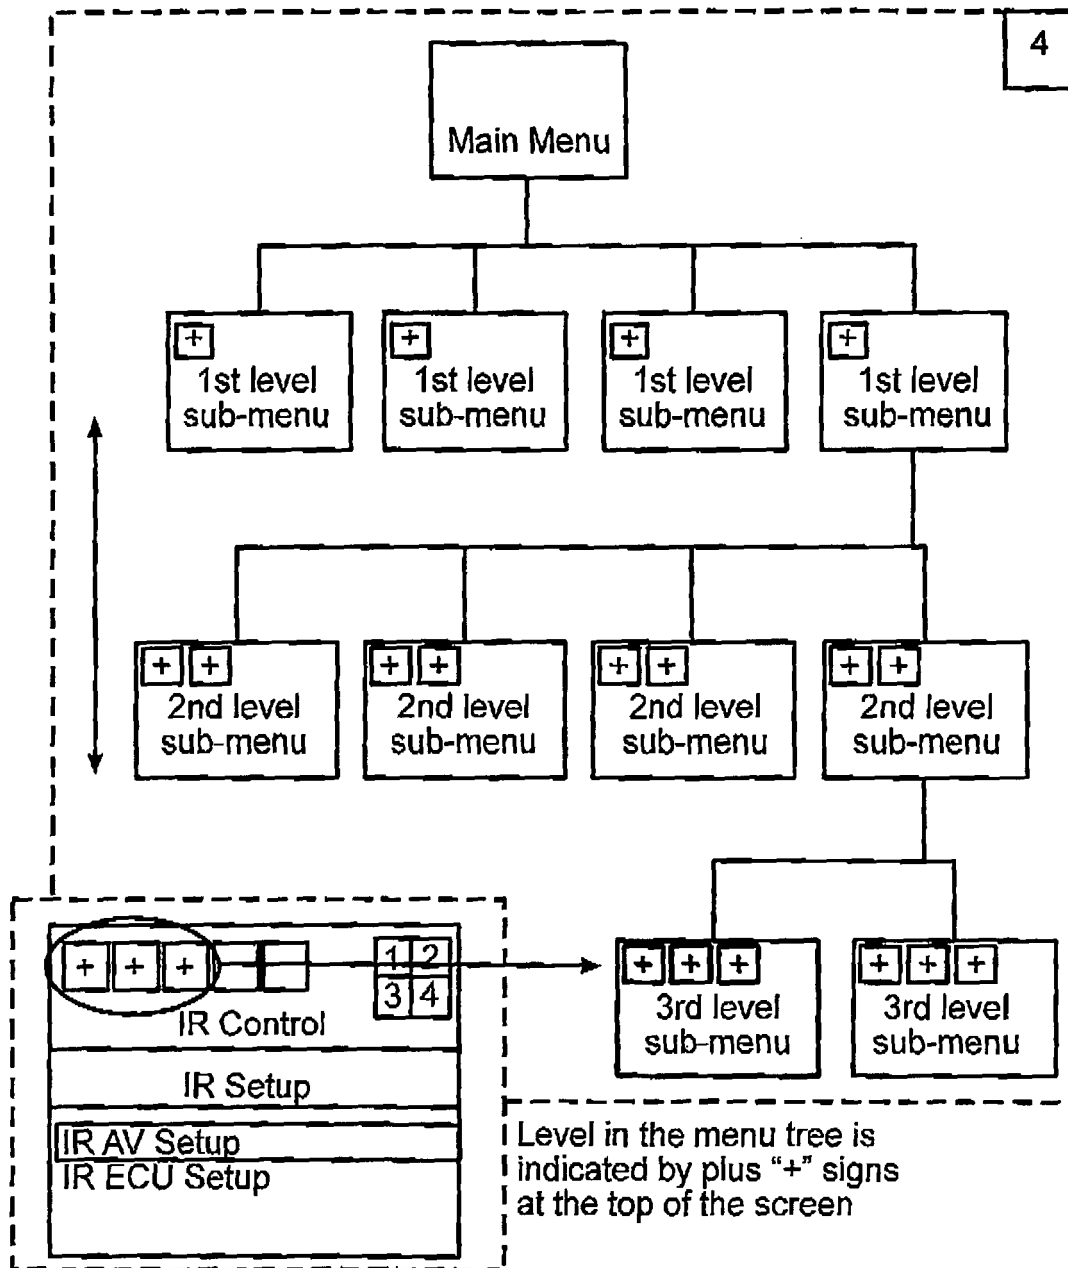 4
Main Menu
+ + + +
1st level 1st level 1st level 1st level
sub-menu sub-menu sub-menu sub-menu
+ + + + + + + +
2nd level 2nd level 2nd level 2nd level
sub-menu sub-menu sub-menu sub-menu
+ + + 1 2
3 4
IR Control
IR Setup
IR AV Setup
IR ECU Setup
+ + + + + +
3rd level 3rd level
sub-menu sub-menu
Level in the menu tree is
indicated by plus “+” signs
at the top of the screen